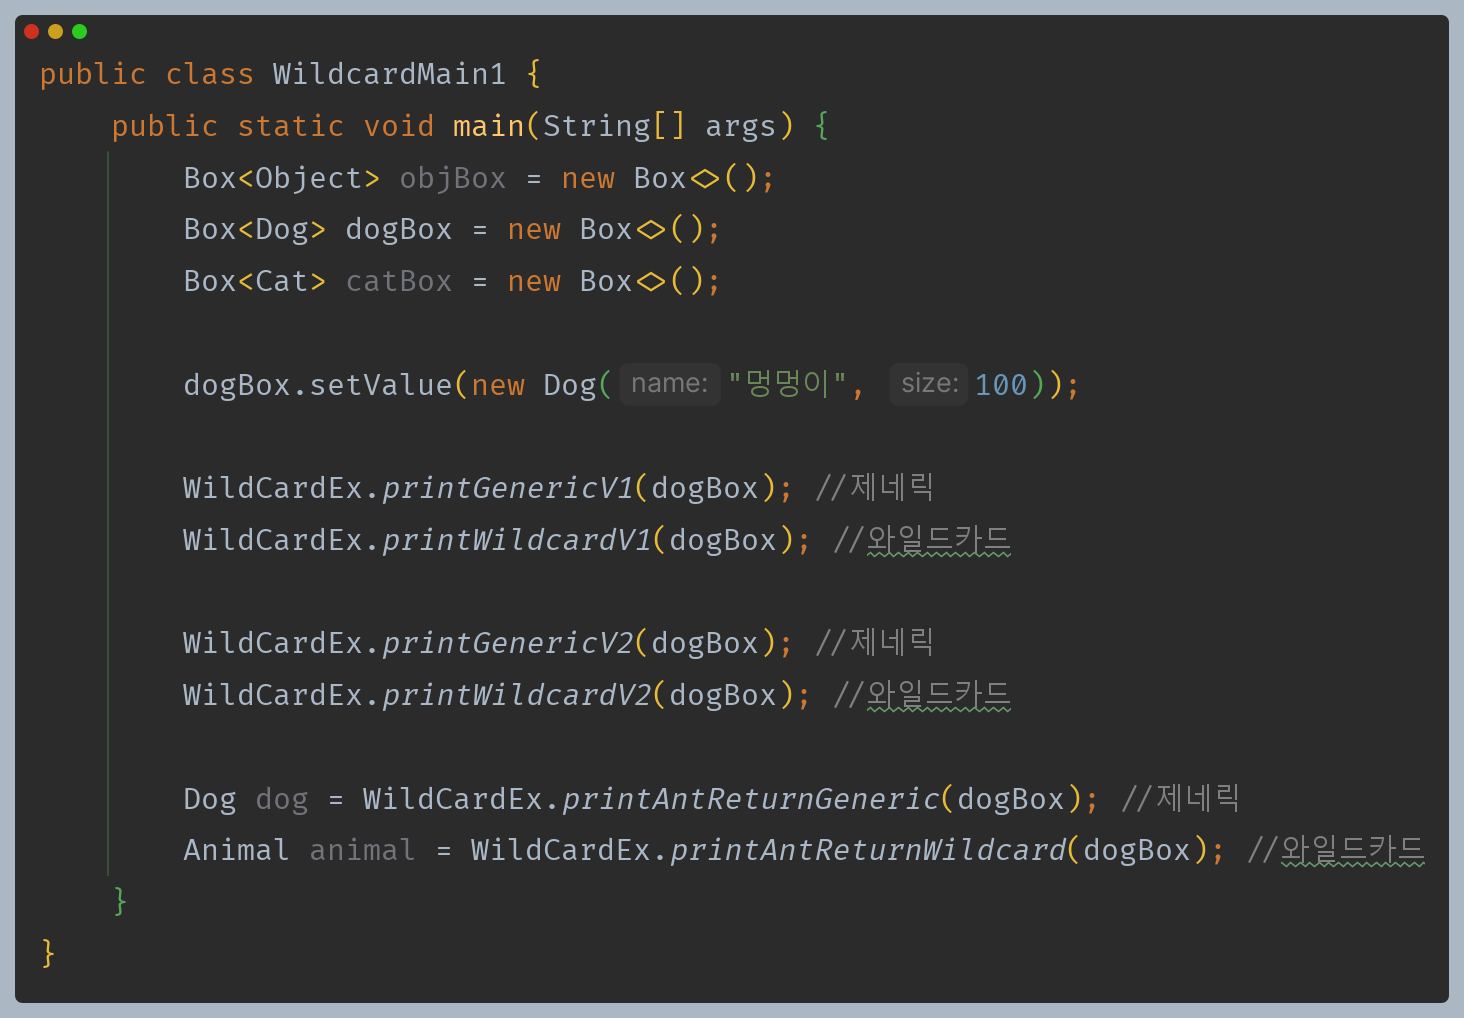 public class WildcardMain1 {
    public static void main(String[] args) {
        Box<Object> objBox = new Box<>();
        Box<Dog> dogBox = new Box<>();
        Box<Cat> catBox = new Box<>();

        dogBox.setValue(new Dog( name: "멍멍이", size: 100));

        WildCardEx.printGenericV1(dogBox); //제네릭
        WildCardEx.printWildcardV1(dogBox); //와일드카드

        WildCardEx.printGenericV2(dogBox); //제네릭
        WildCardEx.printWildcardV2(dogBox); //와일드카드

        Dog dog = WildCardEx.printAntReturnGeneric(dogBox); //제네릭
        Animal animal = WildCardEx.printAntReturnWildcard(dogBox); //와일드카드
    }
}